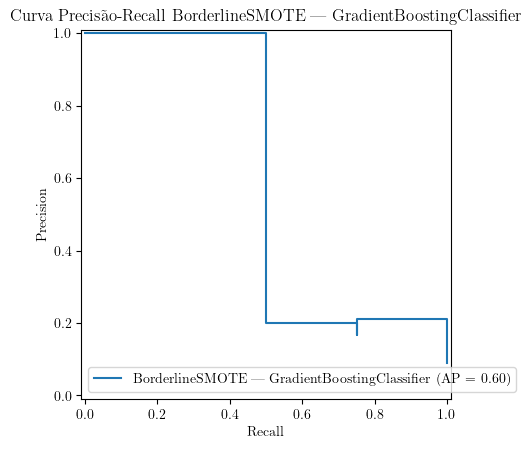 Curva Precisão-Recall BorderlineSMOTE — GradientBoostingClassifier
1.0
0.8
0.6
0.4
0.2
0.0
Precision
BorderlineSMOTE — GradientBoostingClassifier (AP = 0.60)
0.0 0.2 0.4 0.6 0.8 1.0
Recall